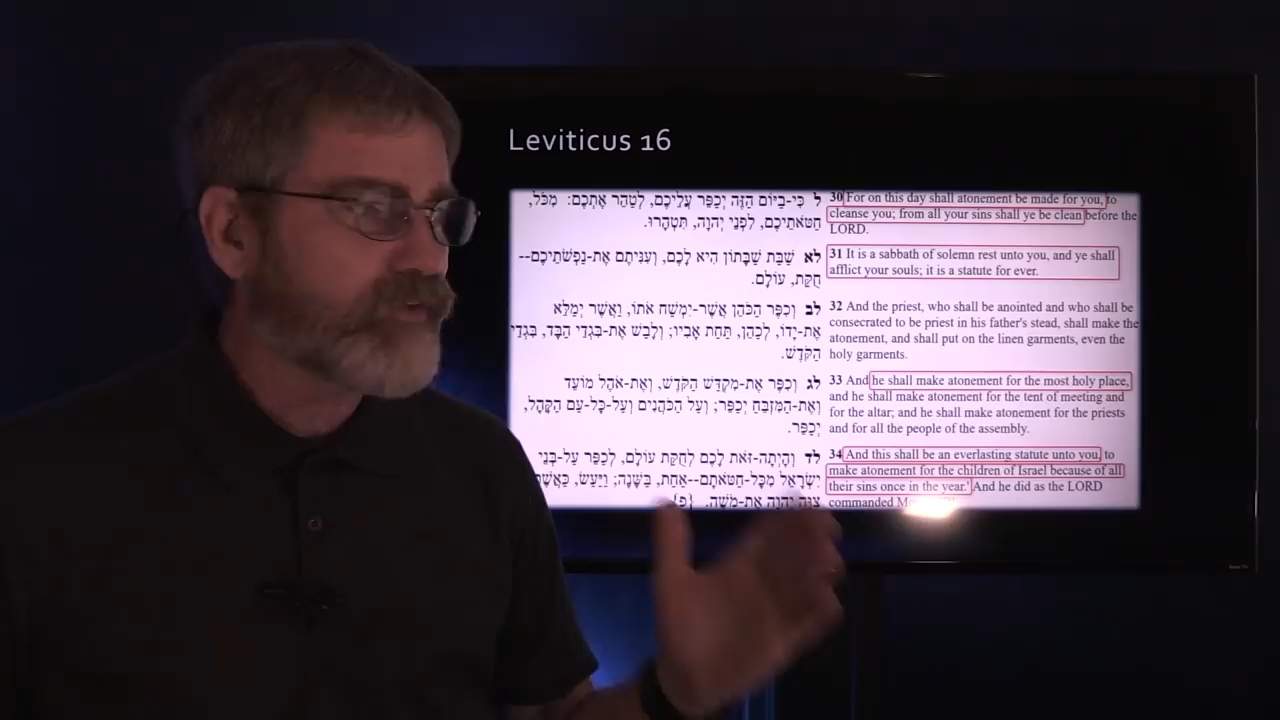 Leviticus 16
ל כִּי-בַיּוֹם הַזֶּה יְכַפֵּר עֲלֵיכֶם, לְטַהֵר אֶתְכֶם: מִכֹּל,
חַטֹּאתֵיכֶם, לִפְנֵי יְהוָה, תִּטְהָרוּ.
30 For on this day shall atonement be made for you, to
cleanse you; from all your sins shall ye be clean before the
LORD.
לא שַׁבַּת שַׁבָּתוֹן הִיא לָכֶם, וְעִנִּיתֶם אֶת-נַפְשֹׁתֵיכֶם--
חֻקַּת, עוֹלָם.
31 It is a sabbath of solemn rest unto you, and ye shall
afflict your souls; it is a statute for ever.
לב וְכִפֶּר הַכֹּהֵן אֲשֶׁר-יִמְשַׁח אֹתוֹ, וַאֲשֶׁר יְמַלֵּא
אֶת-יָדוֹ, לְכַהֵן, תַּחַת אָבִיו; וְלָבַשׁ אֶת-בִּגְדֵי הַבָּד, בִּגְדֵי
הַקֹּדֶשׁ.
32 And the priest, who shall be anointed and who shall be
consecrated to be priest in his father's stead, shall make the
atonement, and shall put on the linen garments, even the
holy garments.
לג וְכִפֶּר אֶת-מִקְדַּשׁ הַקֹּדֶשׁ, וְאֶת-אֹהֶל מוֹעֵד
וְאֶת-הַמִּזְבֵּחַ יְכַפֵּר; וְעַל הַכֹּהֲנִים וְעַל-כָּל-עַם הַקָּהָל,
יְכַפֵּר.
33 And he shall make atonement for the most holy place,
and he shall make atonement for the tent of meeting and
for the altar; and he shall make atonement for the priests
and for all the people of the assembly.
לד וְהָיְתָה-זֹּאת לָכֶם לְחֻקַּת עוֹלָם, לְכַפֵּר עַל-בְּנֵי
יִשְׂרָאֵל מִכָּל-חַטֹּאתָם--אַחַת, בַּשָּׁנָה; וַיַּעַשׂ, כַּאֲשֶׁר
צִוָּה יְהוָה אֶת-מֹשֶׁה. {פ}
34 And this shall be an everlasting statute unto you, to
make atonement for the children of Israel because of all
their sins once in the year.' And he did as the LORD
commanded